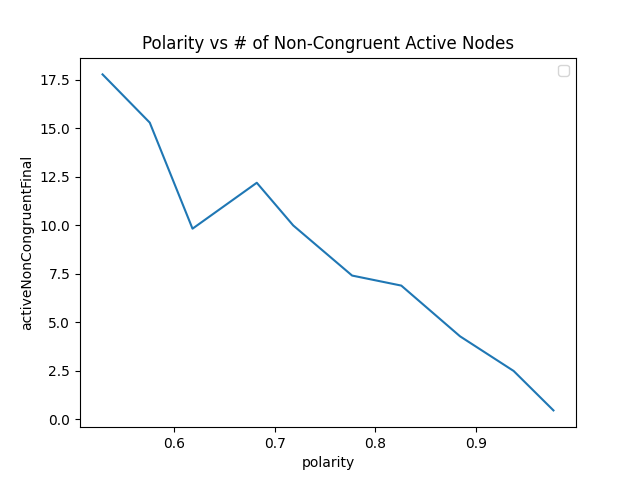 Polarity vs # of Non-Congruent Active Nodes
17.5
15.0
12.5
10.0
7.5
5.0
2.5
0.0
activeNonCongruentFinal
0.6 0.7 0.8 0.9
polarity